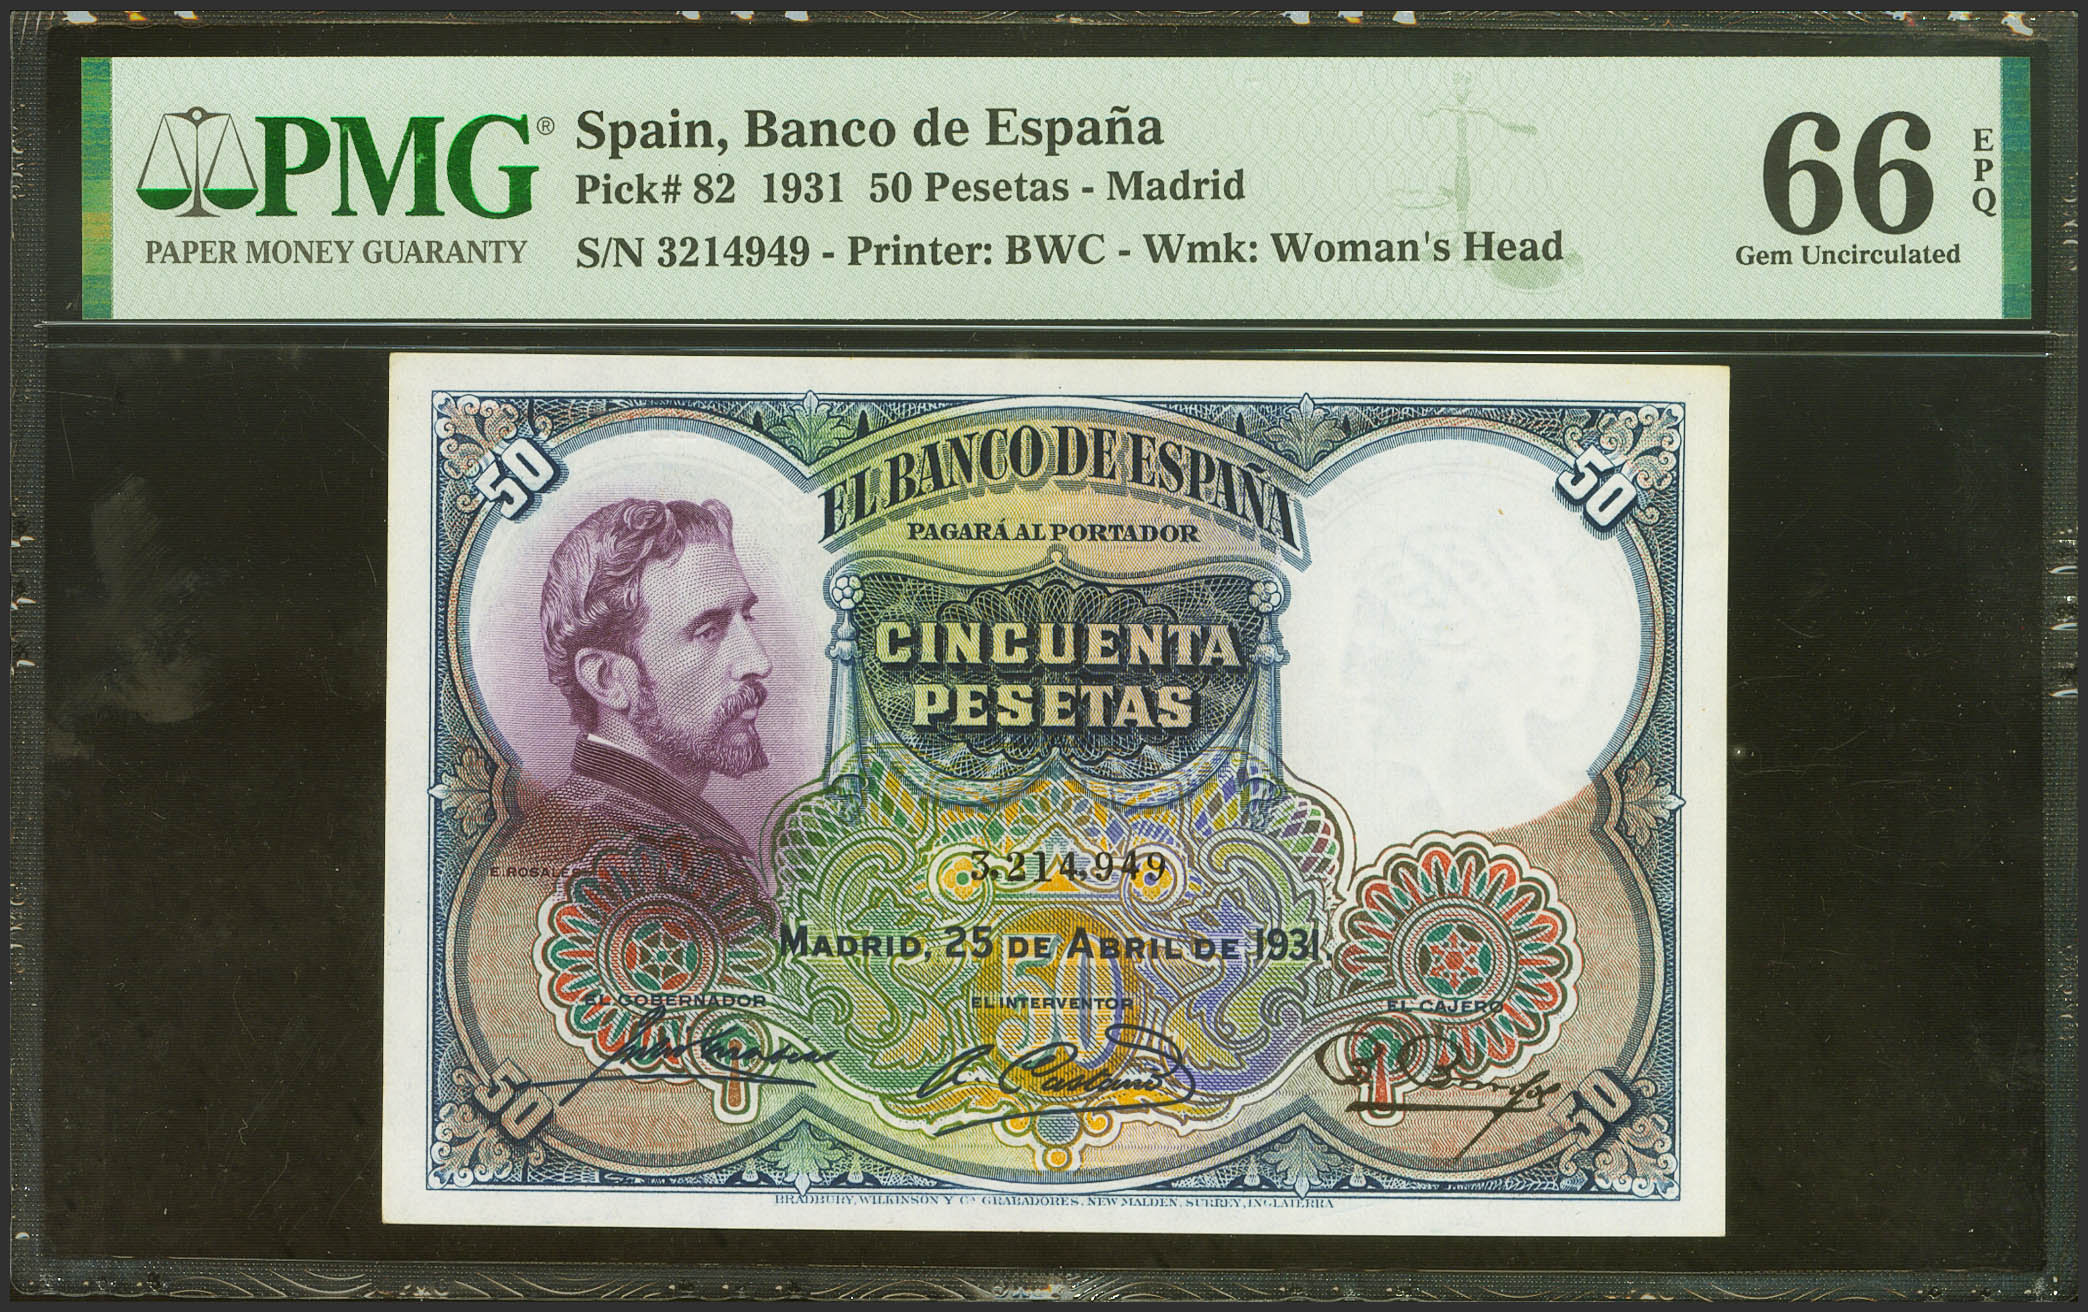 PMG®
PAPER MONEY GUARANTY
Spain, Banco de España
Pick# 82 1931 50 Pesetas - Madrid
S/N 3214949 - Printer: BWC - Wmk: Woman's Head
66
EPQ
Gem Uncirculated
50
50
EL BANCO DE ESPAÑA
PAGARÁ AL PORTADOR
CINCUENTA
PESETAS
E. ROSALES
3.214,949
MADRID, 25 DE ABRIL DE 1931.
50
EL GOBERNADOR
EL INTERVENTOR
EL CAJERO
50
50
BRADBURY, WILKINSON Y Cª GRABADORES, NEW MALDEN, SURREY, INGLATERRA